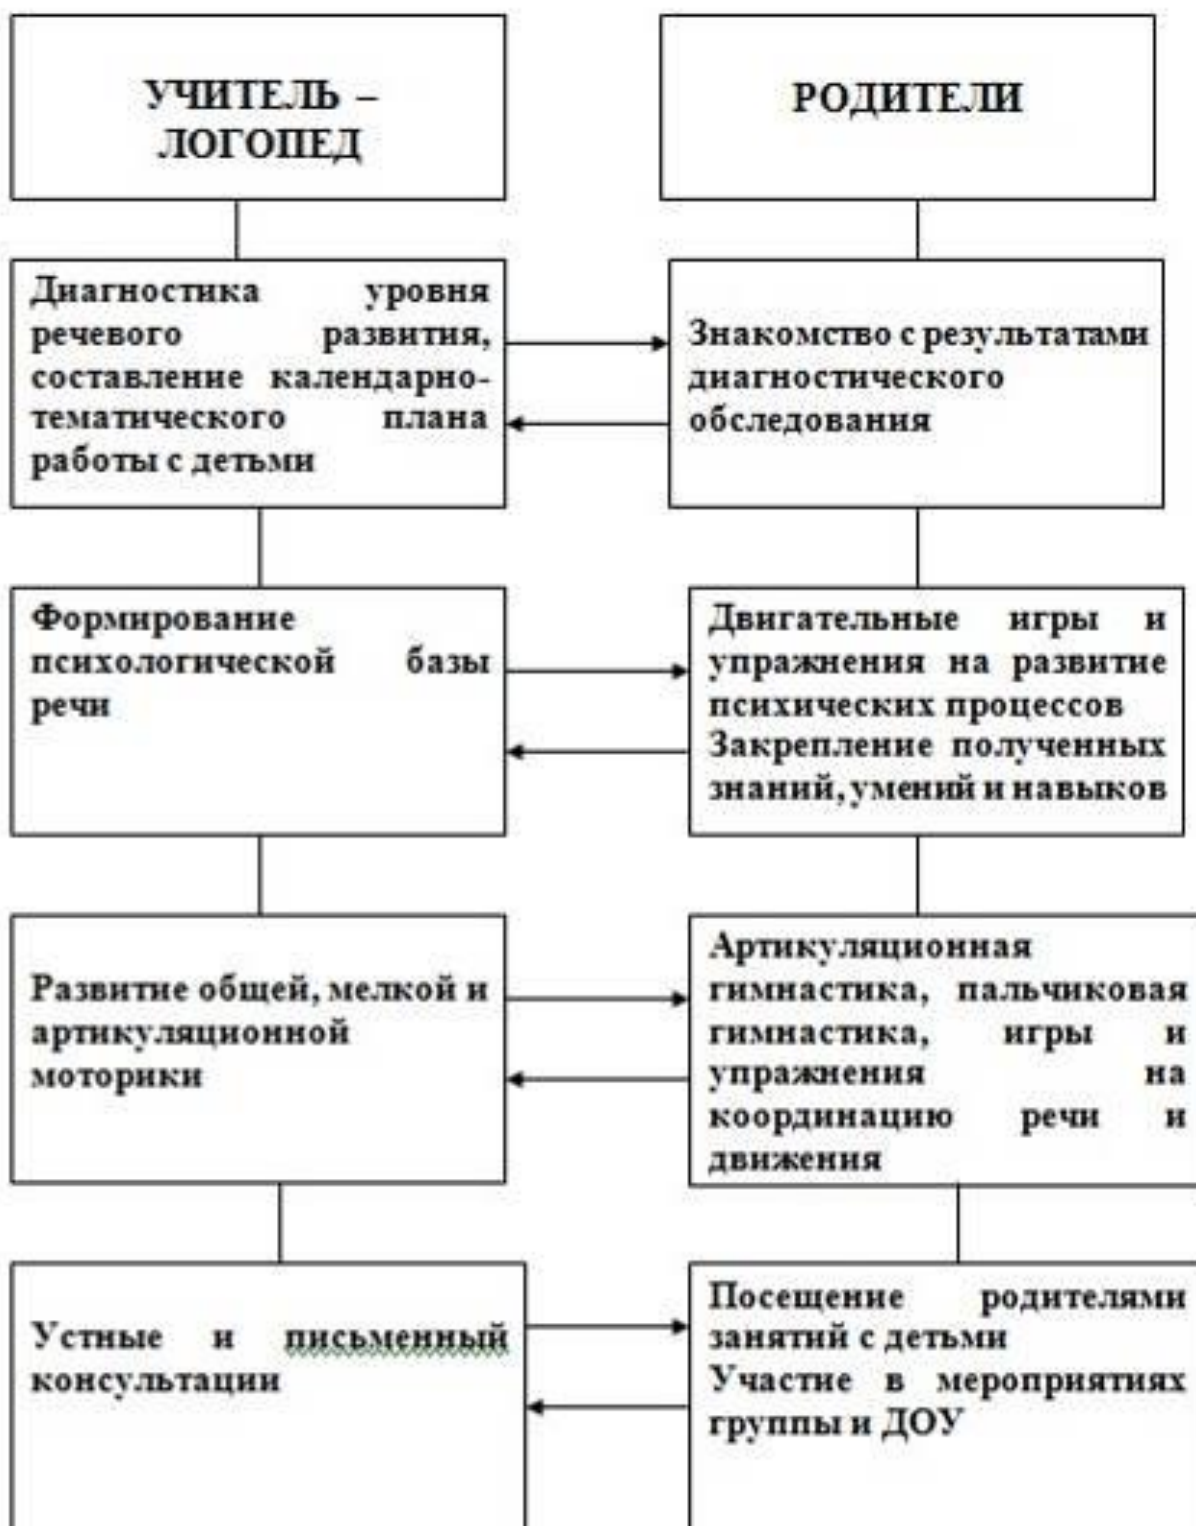 УЧИТЕЛЬ –
ЛОГОПЕД
РОДИТЕЛИ
Диагностика уровня
речевого развития,
составление календарно-
тематического плана
работы с детьми
Знакомство с результатами
диагностического
обследования
Формирование
психологической базы
речи
Двигательные игры и
упражнения на развитие
психических процессов
Закрепление полученных
знаний, умений и навыков
Развитие общей, мелкой и
артикуляционной
моторики
Артикуляционная
гимнастика, пальчиковая
гимнастика, игры и
упражнения на
координацию речи и
движения
Устные и письменный
консультации
Посещение родителями
занятий с детьми
Участие в мероприятиях
группы и ДОУ